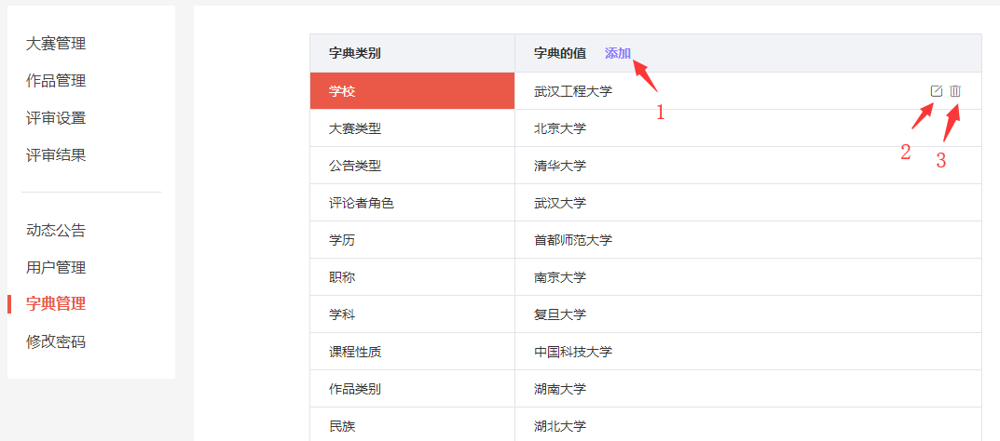 大赛管理
作品管理
评审设置
评审结果
动态公告
用户管理
字典管理
修改密码
字典类别 字典的值 添加
学校 武汉工程大学
1
大赛类型 北京大学
2 3
公告类型 清华大学
评论者角色 武汉大学
学历 首都师范大学
职称 南京大学
学科 复旦大学
课程性质 中国科技大学
作品类别 湖南大学
民族 湖北大学